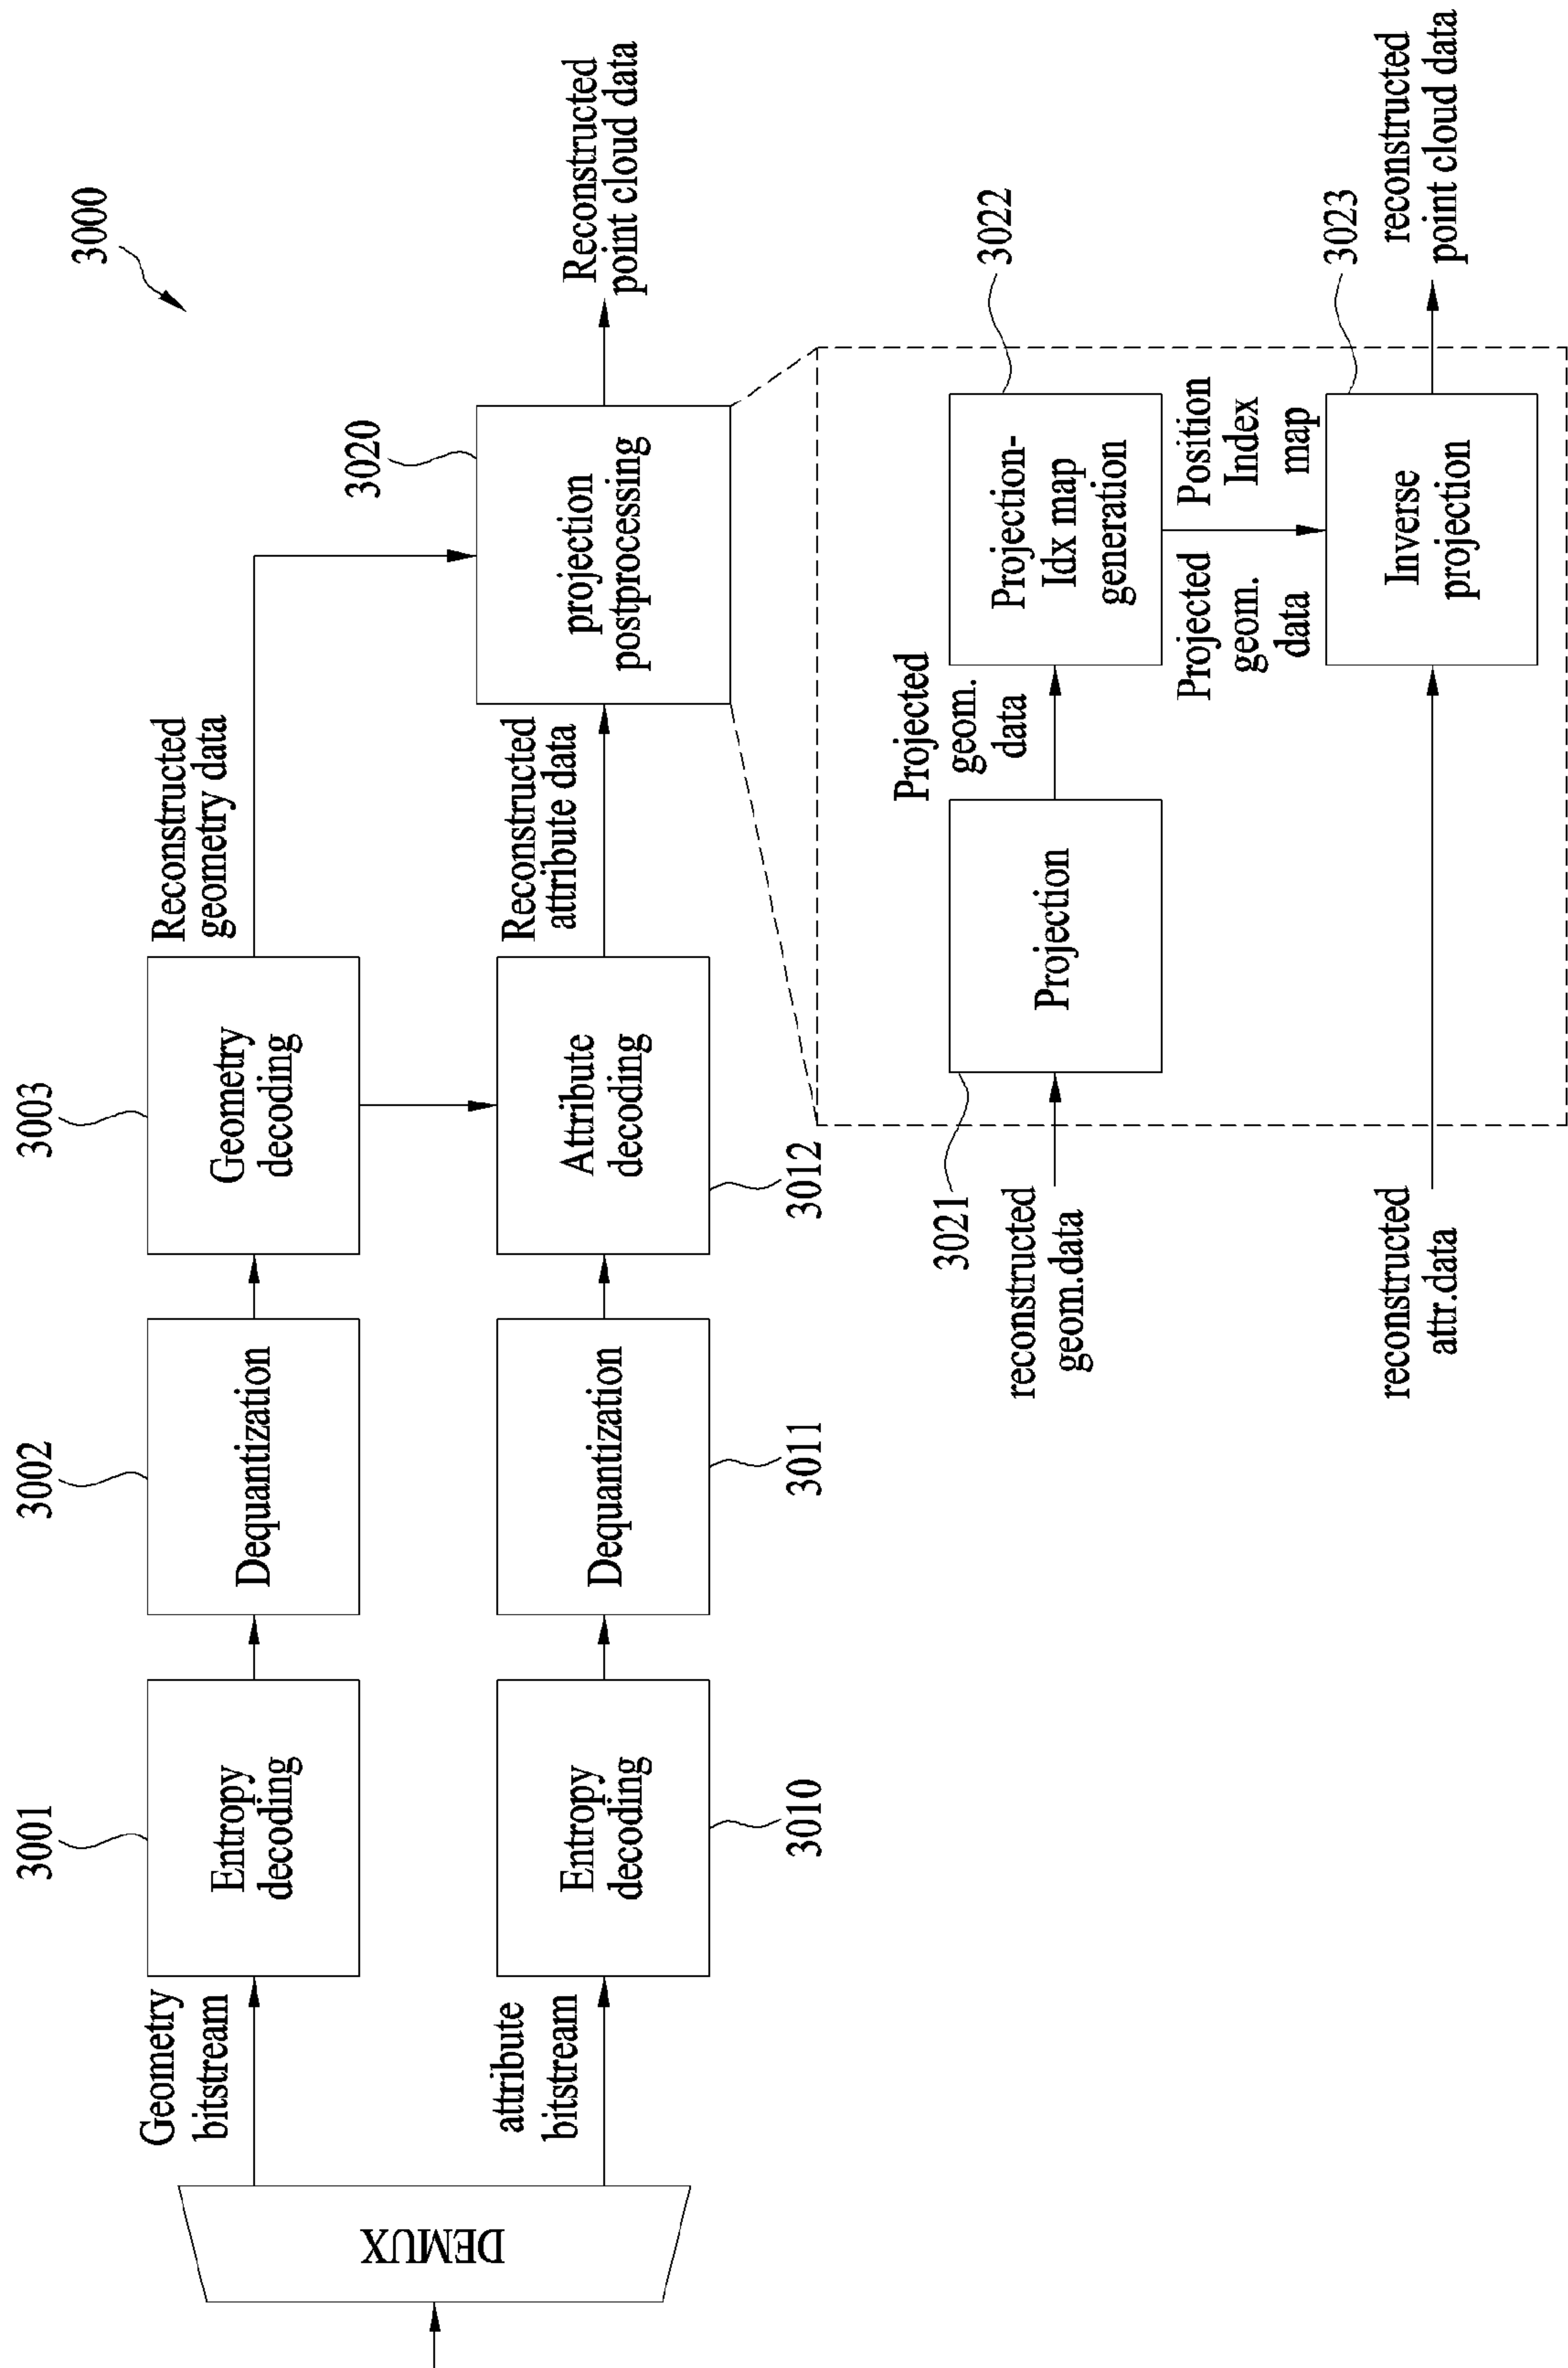 3000
DEMUX
Geometry
bitstream
3001
Entropy
decoding
3002
Dequantization
3003
Geometry
decoding
Reconstructed
geometry data
attribute
bitstream
3010
Entropy
decoding
3011
Dequantization
3012
Attribute
decoding
Reconstructed
attribute data
3020
projection
postprocessing
Reconstructed
point cloud data
reconstructed
geom.data
3021
Projection
Projected
geom.
data
3022
Projection-
Idx map
generation
Projected
geom.
data
Position
Index
map
reconstructed
attr.data
3023
Inverse
projection
reconstructed
point cloud data